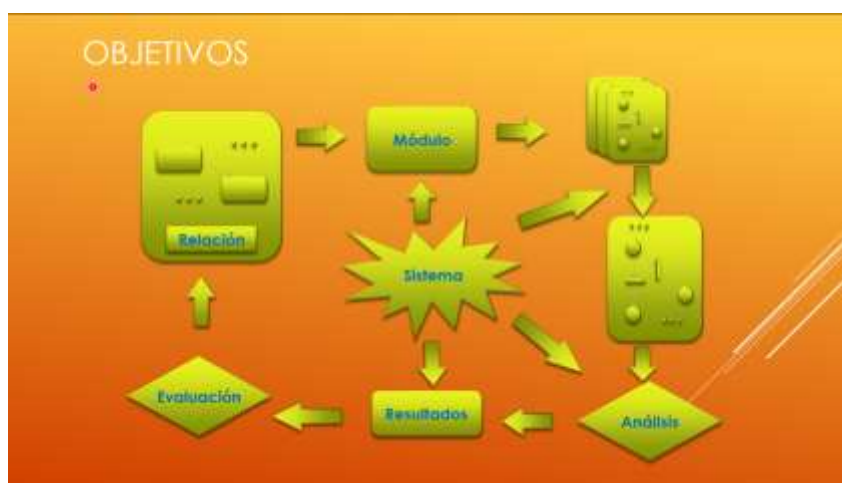 OBJETIVOS
Módulo
Relación
Sistema
Evaluación
Resultados
Análisis